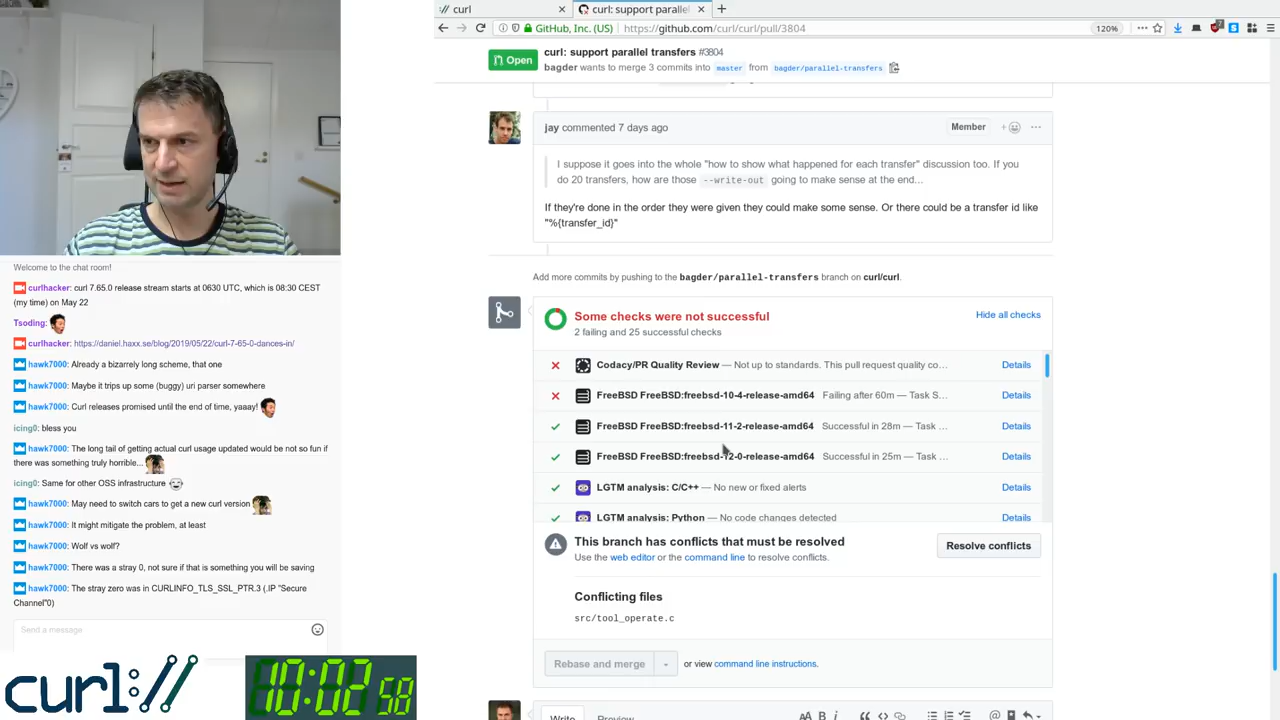 curl
curl: support parallel
GitHub, Inc. (US)
https://github.com/curl/curl/pull/3804
120%
Open
curl: support parallel transfers #3804
bagder wants to merge 3 commits into master from bagder/parallel-transfers
jay commented 7 days ago
Member
I suppose it goes into the whole "how to show what happened for each transfer" discussion too. If you
do 20 transfers, how are those --write-out going to make sense at the end...
If they're done in the order they were given they could make some sense. Or there could be a transfer id like
"%{transfer_id}"
Add more commits by pushing to the bagder/parallel-transfers branch on curl/curl.
Some checks were not successful
Hide all checks
2 failing and 25 successful checks
Codacy/PR Quality Review — Not up to standards. This pull request quality co… Details
FreeBSD FreeBSD:freebsd-10-4-release-amd64 Failing after 60m — Task S… Details
FreeBSD FreeBSD:freebsd-11-2-release-amd64 Successful in 28m — Task … Details
FreeBSD FreeBSD:freebsd-12-0-release-amd64 Successful in 25m — Task … Details
LGTM analysis: C/C++ — No new or fixed alerts Details
LGTM analysis: Python — No code changes detected Details
This branch has conflicts that must be resolved
Use the web editor or the command line to resolve conflicts.
Resolve conflicts
Conflicting files
src/tool_operate.c
Rebase and merge
or view command line instructions.
Write
Preview
AA B i
Welcome to the chat room!
curlhacker: curl 7.65.0 release stream starts at 0630 UTC, which is 08:30 CEST
(my time) on May 22
Tsoding:
curlhacker: https://daniel.haxx.se/blog/2019/05/22/curl-7-65-0-dances-in/
hawk7000: Already a bizarrely long scheme, that one
hawk7000: Maybe it trips up some (buggy) uri parser somewhere
hawk7000: Curl releases promised until the end of time, yaaay!
icing0: bless you
hawk7000: The long tail of getting actual curl usage updated would be not so fun if
there was something truly horrible...
icing0: Same for other OSS infrastructure
hawk7000: May need to switch cars to get a new curl version
hawk7000: It might mitigate the problem, at least
hawk7000: Wolf vs wolf?
hawk7000: There was a stray 0, not sure if that is something you will be saving
hawk7000: The stray zero was in CURLINFO_TLS_SSL_PTR.3 (.IP "Secure
Channel"0)
Send a message
curl://
10:02 58